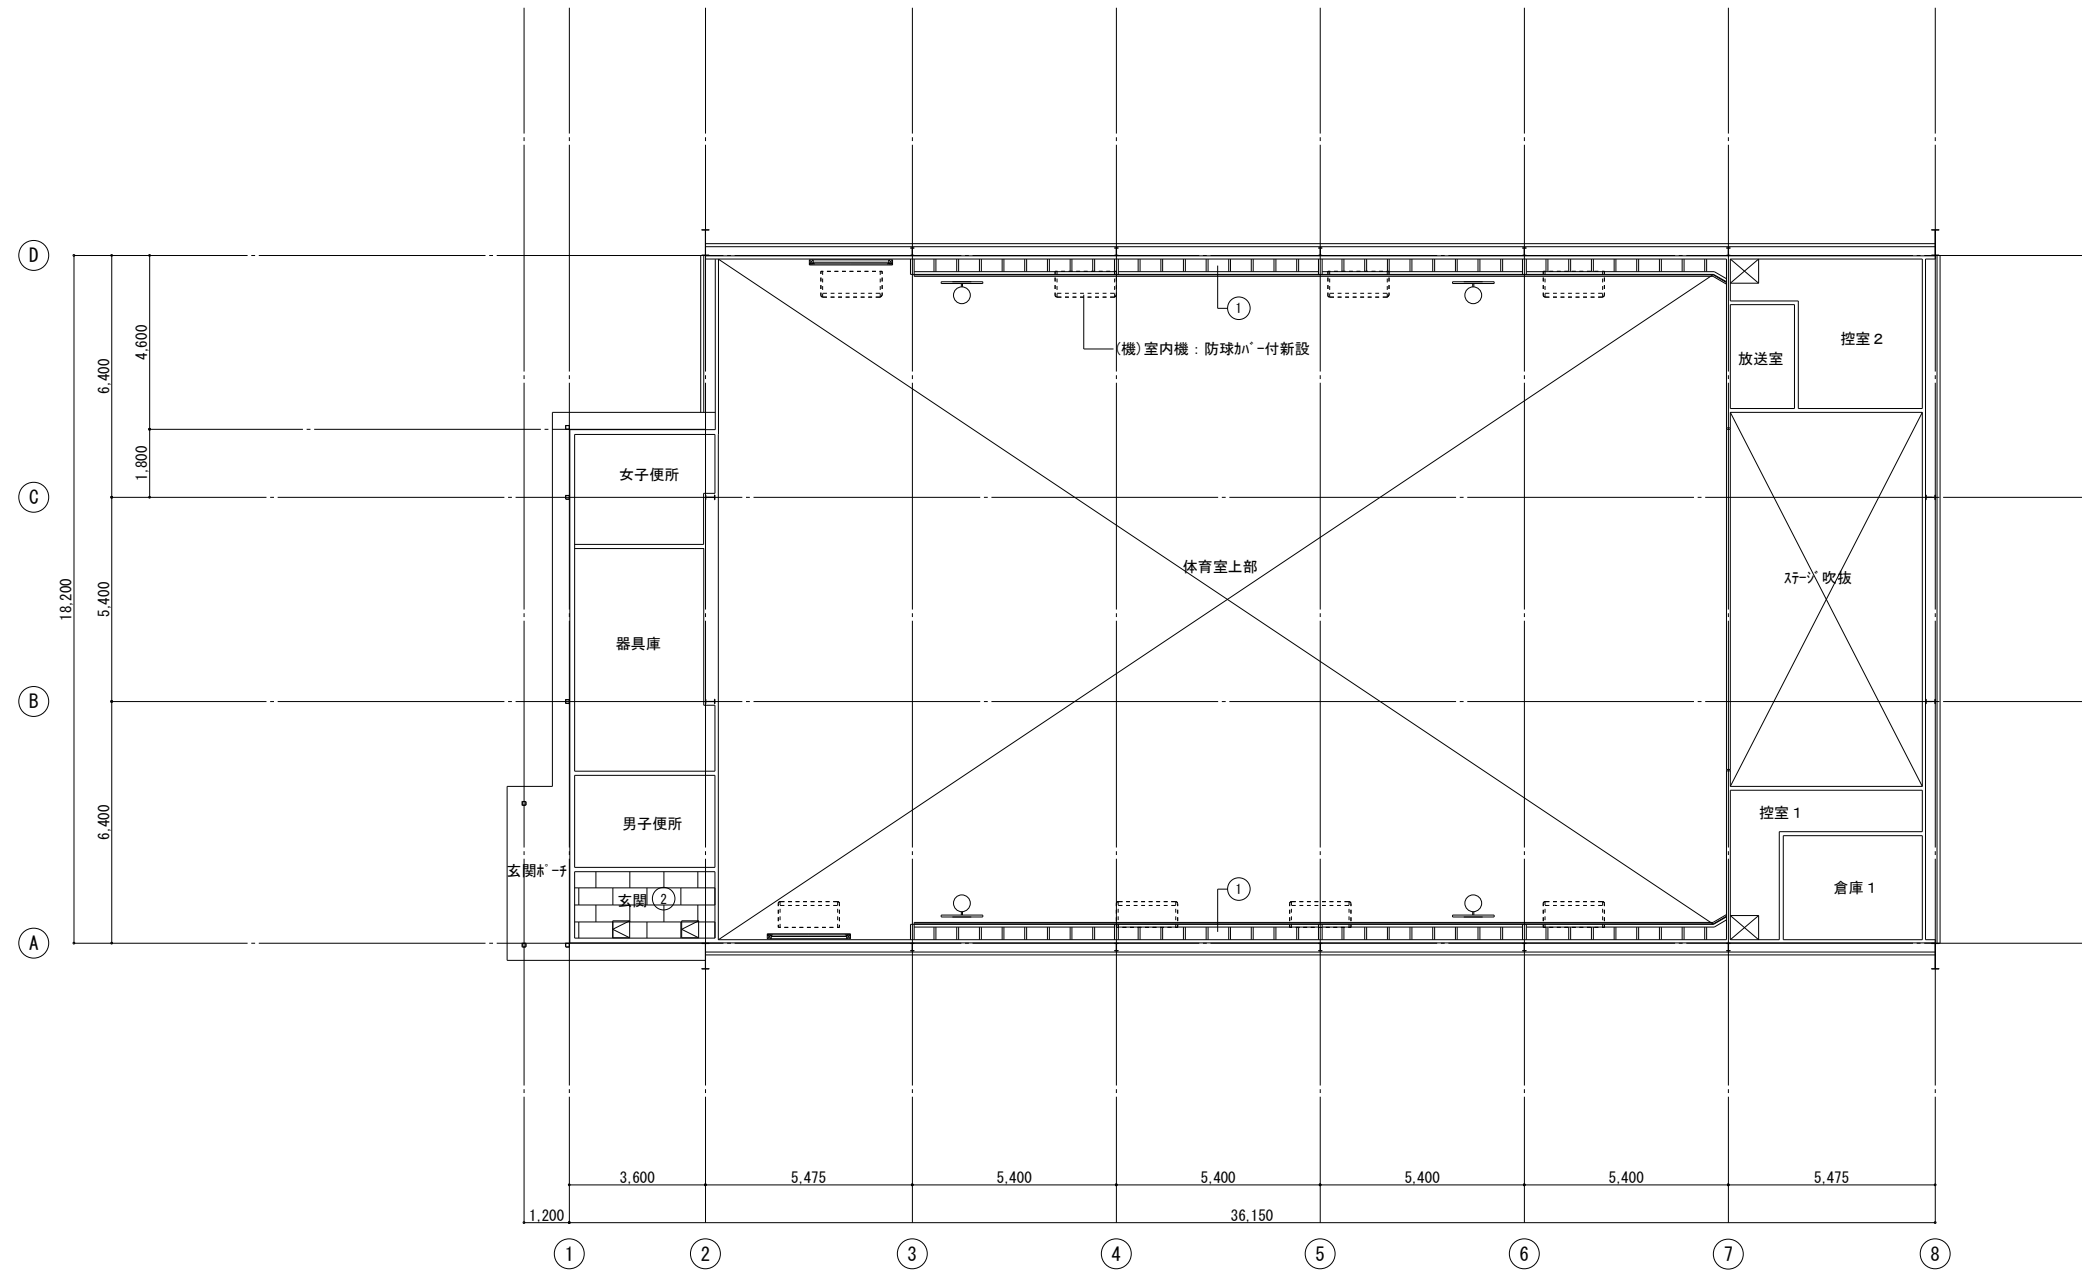 D
①
4,600
(機)室内機：防球ｶﾊﾞｰ付新設
控室２
放送室
6,400
1,800
女子便所
C
体育室上部
ｽﾃｰｼﾞ吹抜
18,200
5,400
器具庫
B
控室１
6,400
男子便所
玄関ﾎﾟｰﾁ
玄関 ②
①
倉庫１
A
3,600
5,475
5,400
5,400
5,400
5,400
5,475
1,200
36,150
1
2
3
4
5
6
7
8